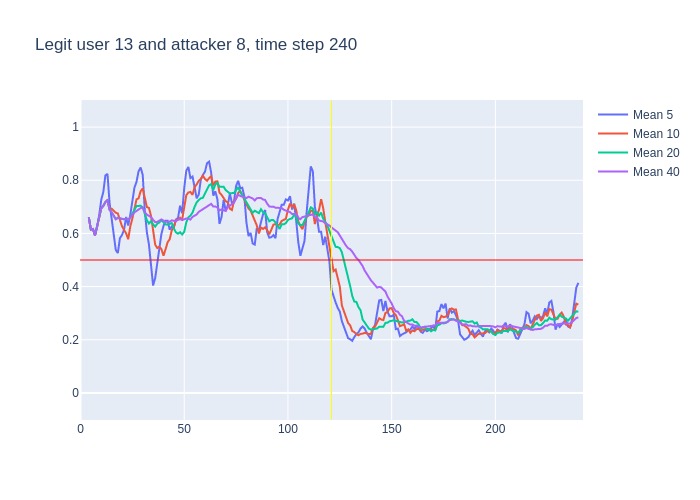 Legit user 13 and attacker 8, time step 240
Mean 5
Mean 10
Mean 20
Mean 40
1
0.8
0.6
0.4
0.2
0
0 50 100 150 200